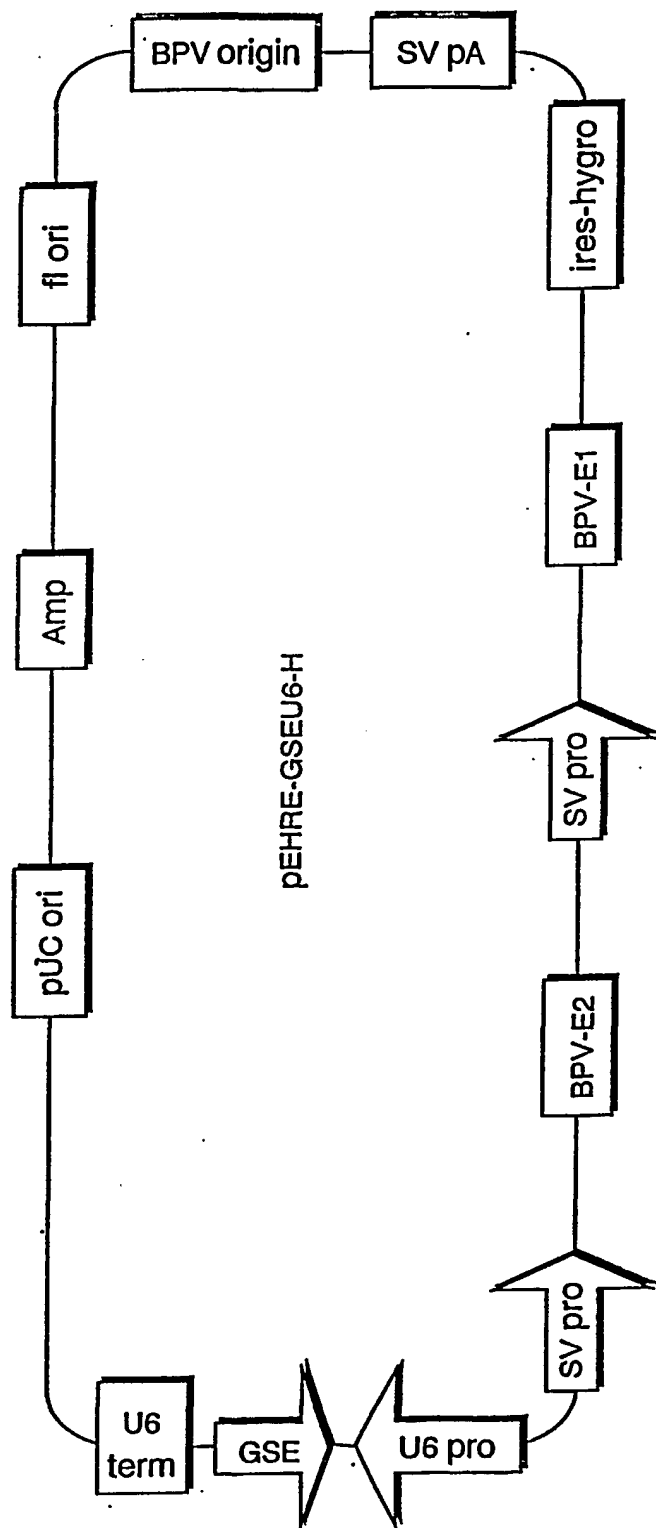 BPV origin
SV pA
fl ori
ires-hygro
Amp
BPV-E1
pEHRE-GSEU6-H
SV pro
pUC ori
BPV-E2
SV pro
U6
term
GSE
U6 pro